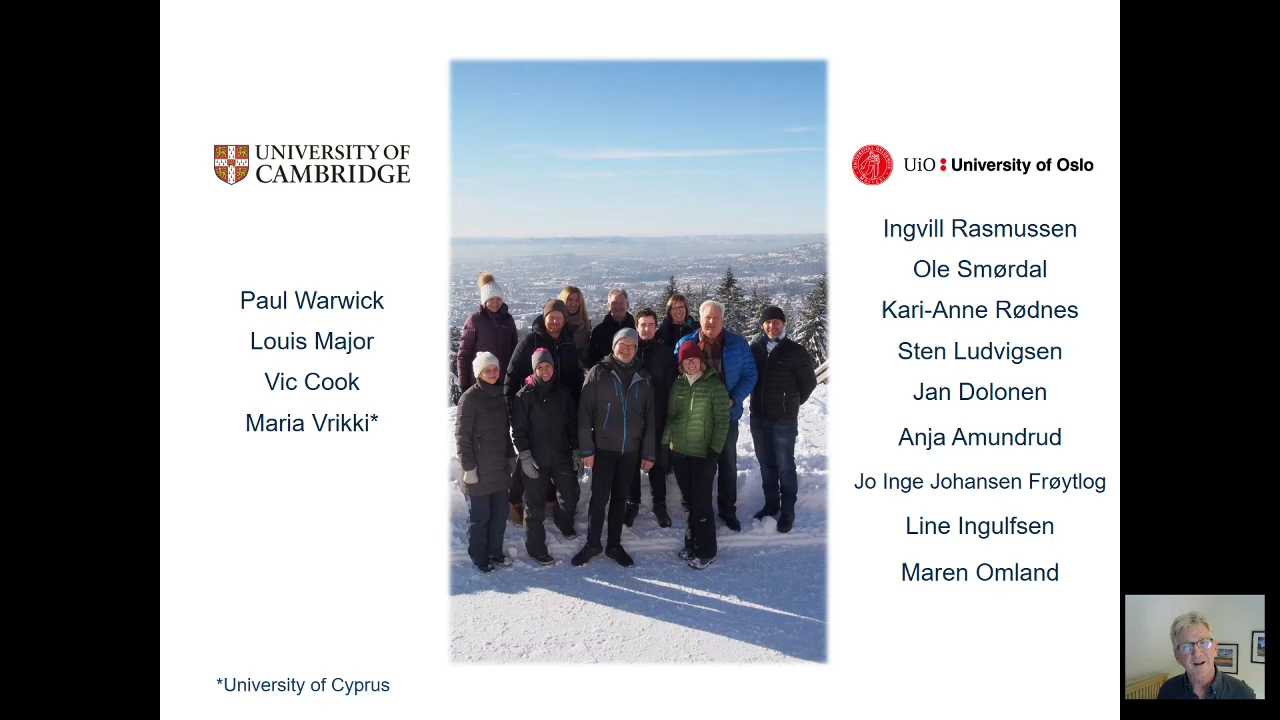 UNIVERSITY OF
CAMBRIDGE
Paul Warwick
Louis Major
Vic Cook
Maria Vrikki*
*University of Cyprus
UiO: University of Oslo
Ingvill Rasmussen
Ole Smørdal
Kari-Anne Rødnes
Sten Ludvigsen
Jan Dolonen
Anja Amundrud
Jo Inge Johansen Frøytlog
Line Ingulfsen
Maren Omland